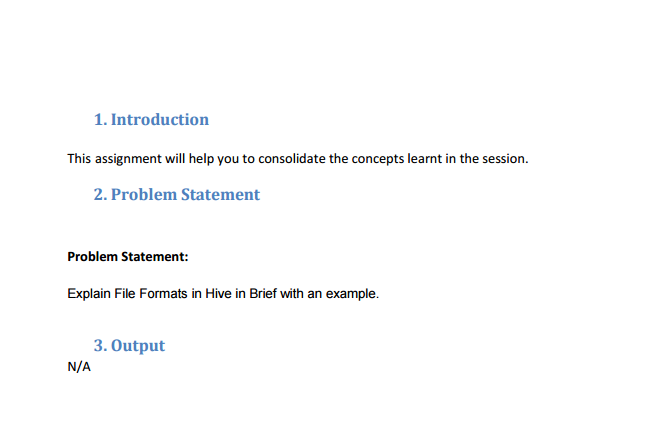 1. Introduction
This assignment will help you to consolidate the concepts learnt in the session.
2. Problem Statement
Problem Statement:
Explain File Formats in Hive in Brief with an example.
3. Output
N/A